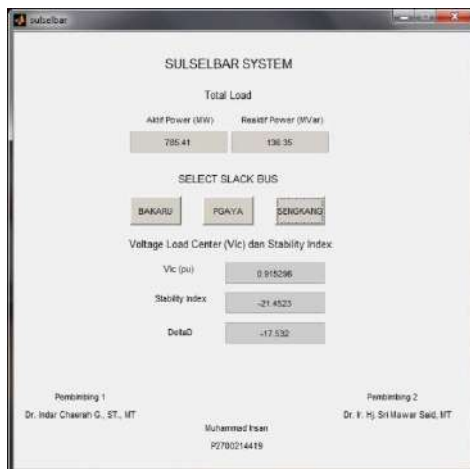 sulselbar
SULSELBAR SYSTEM
Total Load
Aktif Power (MW) Reaktif Power (MVar)
785.41 136.35
SELECT SLACK BUS
BAKARU PGAYA SENGKANG
Voltage Load Center (Vlc) dan Stability Index
Vlc (pu) 0.915296
Stability Index -21.4523
DeltaD -17.532
Pembimbing 1 Pembimbing 2
Dr. Indar Chaerah G., ST., MT Dr. Ir. Hj. Sri Mawar Said, MT
Muhammad Irsan
P2700214419